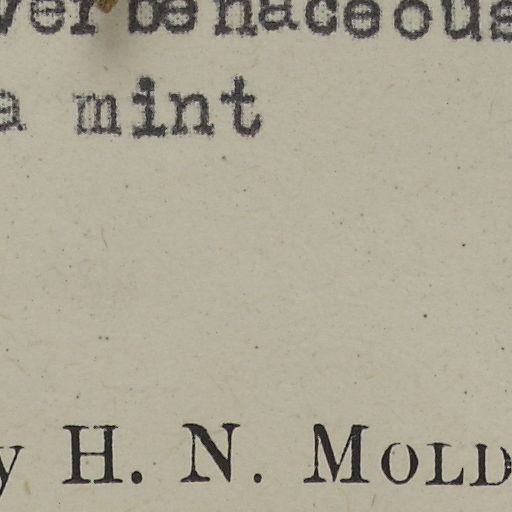 verbenaceous
a mint
y H. N. MOLD